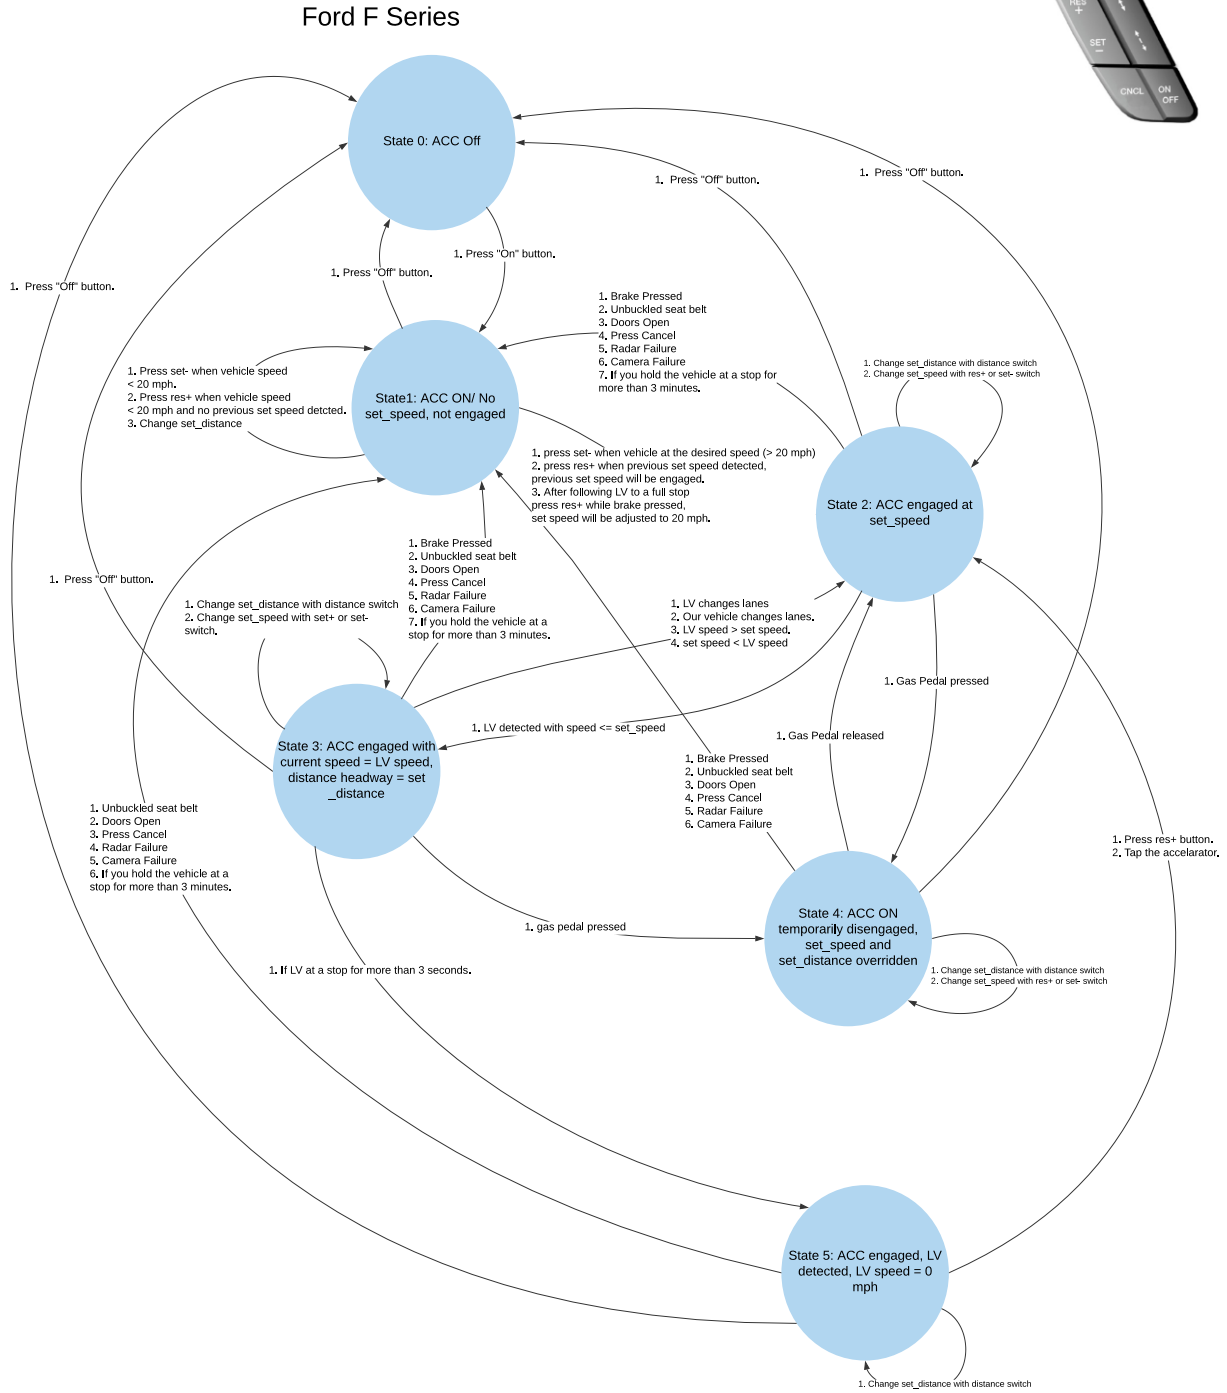 Ford F Series
RES
+
SET
−
CNCL
ON
OFF
State 0: ACC Off
1. Press "Off" button.
1. Press "Off" button.
1. Press "On" button.
1. Press "Off" button.
1. Press "Off" button.
1. Brake Pressed
2. Unbuckled seat belt
3. Doors Open
4. Press Cancel
5. Radar Failure
6. Camera Failure
7. If you hold the vehicle at a stop for
more than 3 minutes.
1. Press set- when vehicle speed
< 20 mph.
2. Press res+ when vehicle speed
< 20 mph and no previous set speed detcted.
3. Change set_distance
State1: ACC ON/ No
set_speed, not engaged
1. Change set_distance with distance switch
2. Change set_speed with res+ or set- switch
1. press set- when vehicle at the desired speed (> 20 mph)
2. press res+ when previous set speed detected,
previous set speed will be engaged.
3. After following LV to a full stop
press res+ while brake pressed,
set speed will be adjusted to 20 mph.
State 2: ACC engaged at
set_speed
1. Press "Off" button.
1. Brake Pressed
2. Unbuckled seat belt
3. Doors Open
4. Press Cancel
5. Radar Failure
6. Camera Failure
7. If you hold the vehicle at a
stop for more than 3 minutes.
1. Change set_distance with distance switch
2. Change set_speed with set+ or set-
switch.
1. LV changes lanes
2. Our vehicle changes lanes.
3. LV speed > set speed.
4. set speed < LV speed
1. Gas Pedal pressed
1. LV detected with speed <= set_speed
1. Gas Pedal released
State 3: ACC engaged with
current speed = LV speed,
distance headway = set
_distance
1. Brake Pressed
2. Unbuckled seat belt
3. Doors Open
4. Press Cancel
5. Radar Failure
6. Camera Failure
1. Unbuckled seat belt
2. Doors Open
3. Press Cancel
4. Radar Failure
5. Camera Failure
6. If you hold the vehicle at a
stop for more than 3 minutes.
1. Press res+ button.
2. Tap the accelarator.
1. gas pedal pressed
State 4: ACC ON
temporarily disengaged,
set_speed and
set_distance overridden
1. If LV at a stop for more than 3 seconds.
1. Change set_distance with distance switch
2. Change set_speed with res+ or set- switch
State 5: ACC engaged, LV
detected, LV speed = 0
mph
1. Change set_distance with distance switch